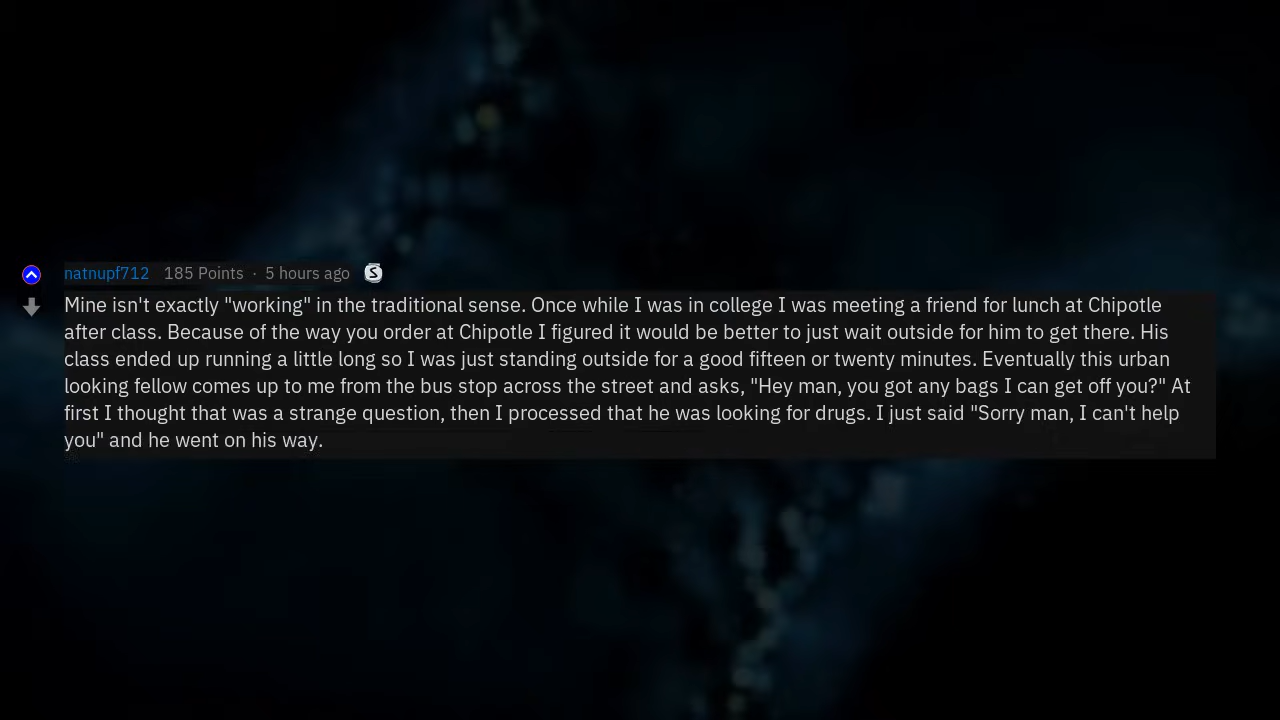 natnupf712 185 Points · 5 hours ago
Mine isn't exactly "working" in the traditional sense. Once while I was in college I was meeting a friend for lunch at Chipotle
after class. Because of the way you order at Chipotle I figured it would be better to just wait outside for him to get there. His
class ended up running a little long so I was just standing outside for a good fifteen or twenty minutes. Eventually this urban
looking fellow comes up to me from the bus stop across the street and asks, "Hey man, you got any bags I can get off you?" At
first I thought that was a strange question, then I processed that he was looking for drugs. I just said "Sorry man, I can't help
you" and he went on his way.